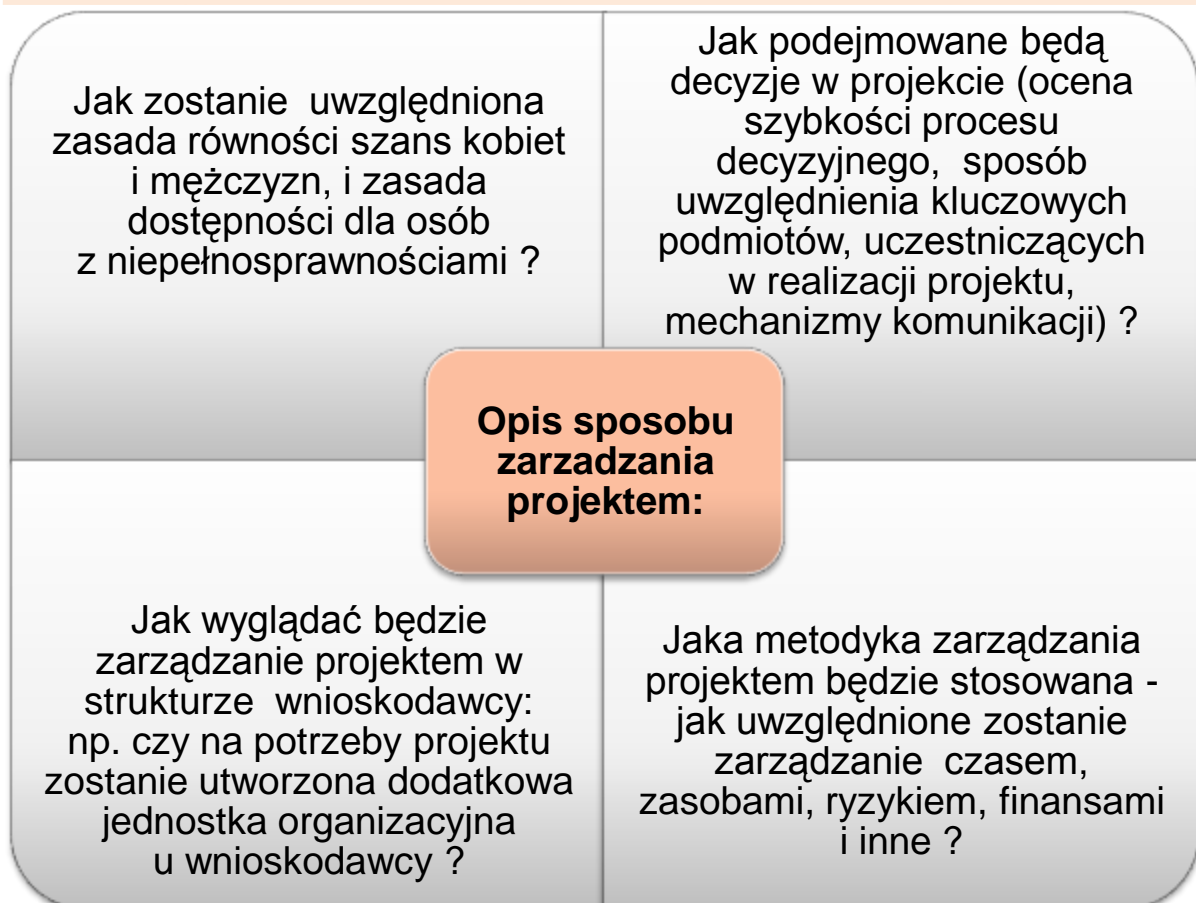 Jak zostanie uwzględniona
zasada równości szans kobiet
i mężczyzn, i zasada
dostępności dla osób
z niepełnosprawnościami ?
Jak podejmowane będą
decyzje w projekcie (ocena
szybkości procesu
decyzyjnego, sposób
uwzględnienia kluczowych
podmiotów, uczestniczących
w realizacji projektu,
mechanizmy komunikacji) ?
Opis sposobu
zarzadzania
projektem:
Jak wyglądać będzie
zarządzanie projektem w
strukturze wnioskodawcy:
np. czy na potrzeby projektu
zostanie utworzona dodatkowa
jednostka organizacyjna
u wnioskodawcy ?
Jaka metodyka zarządzania
projektem będzie stosowana -
jak uwzględnione zostanie
zarządzanie czasem,
zasobami, ryzykiem, finansami
i inne ?